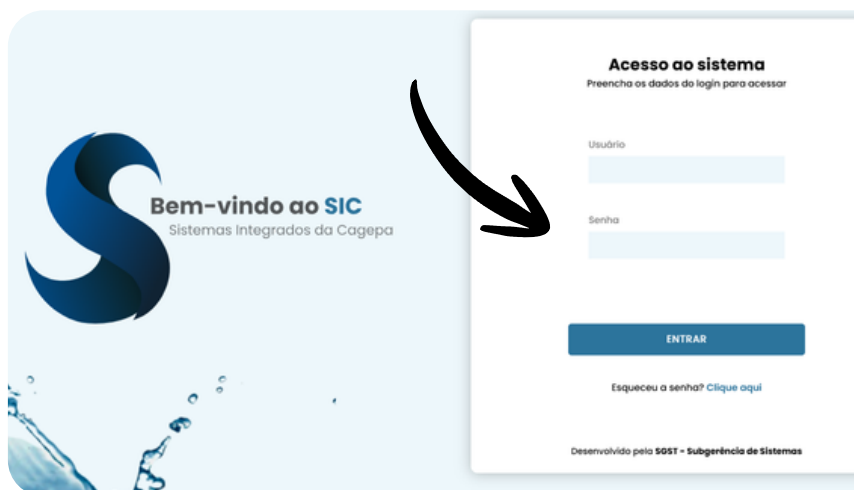 Bem-vindo ao SIC
Sistemas Integrados da Cagepa
Acesso ao sistema
Preencha os dados do login para acessar
Usuário
Senha
ENTRAR
Esqueceu a senha? Clique aqui
Desenvolvido pela SGST - Subgerência de Sistemas